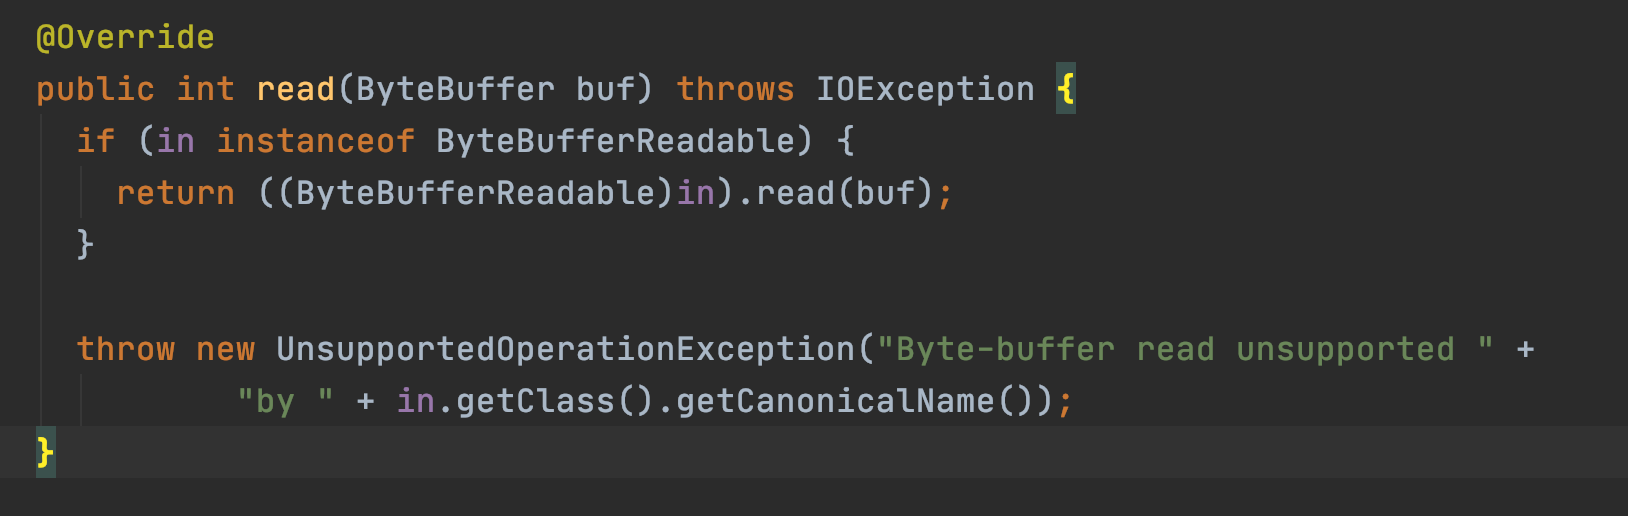 @Override
public int read(ByteBuffer buf) throws IOException {
  if (in instanceof ByteBufferReadable) {
    return ((ByteBufferReadable)in).read(buf);
  }

  throw new UnsupportedOperationException("Byte-buffer read unsupported " +
          "by " + in.getClass().getCanonicalName());
}